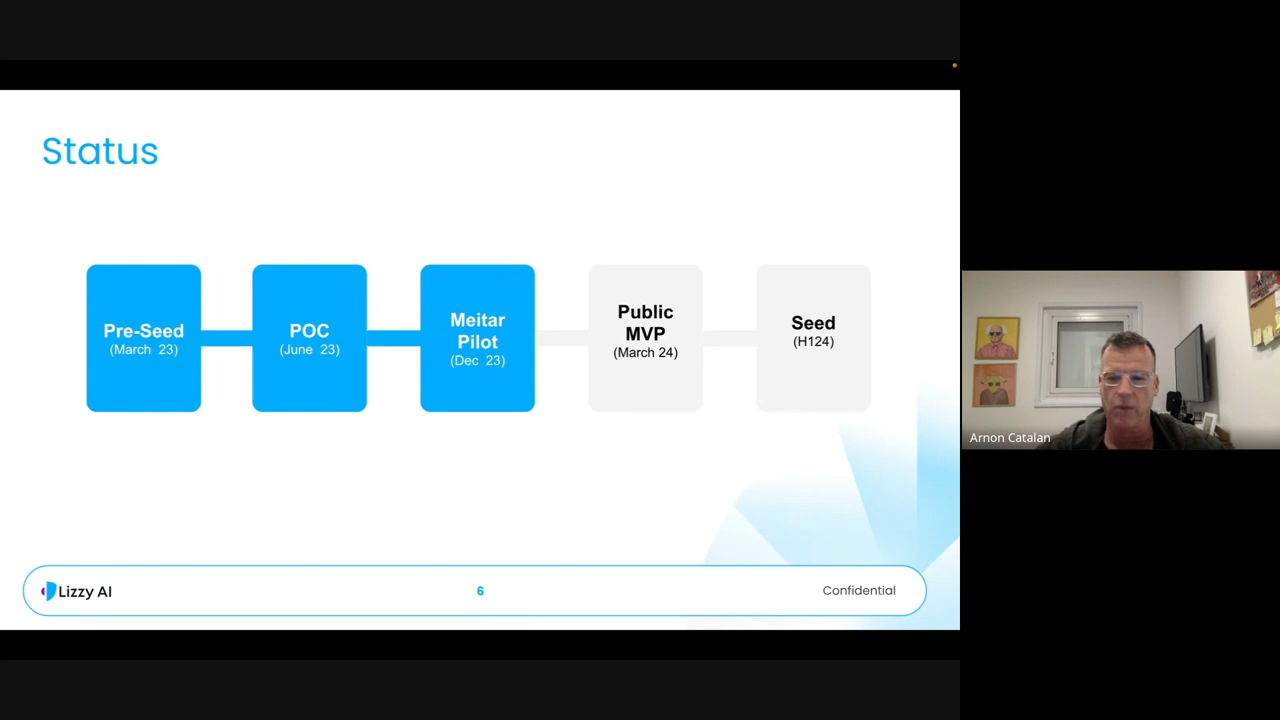 Status
Pre-Seed
(March 23)
POC
(June 23)
Meitar
Pilot
(Dec 23)
Public
MVP
(March 24)
Seed
(H124)
Lizzy AI
6
Confidential
Arnon Catalan